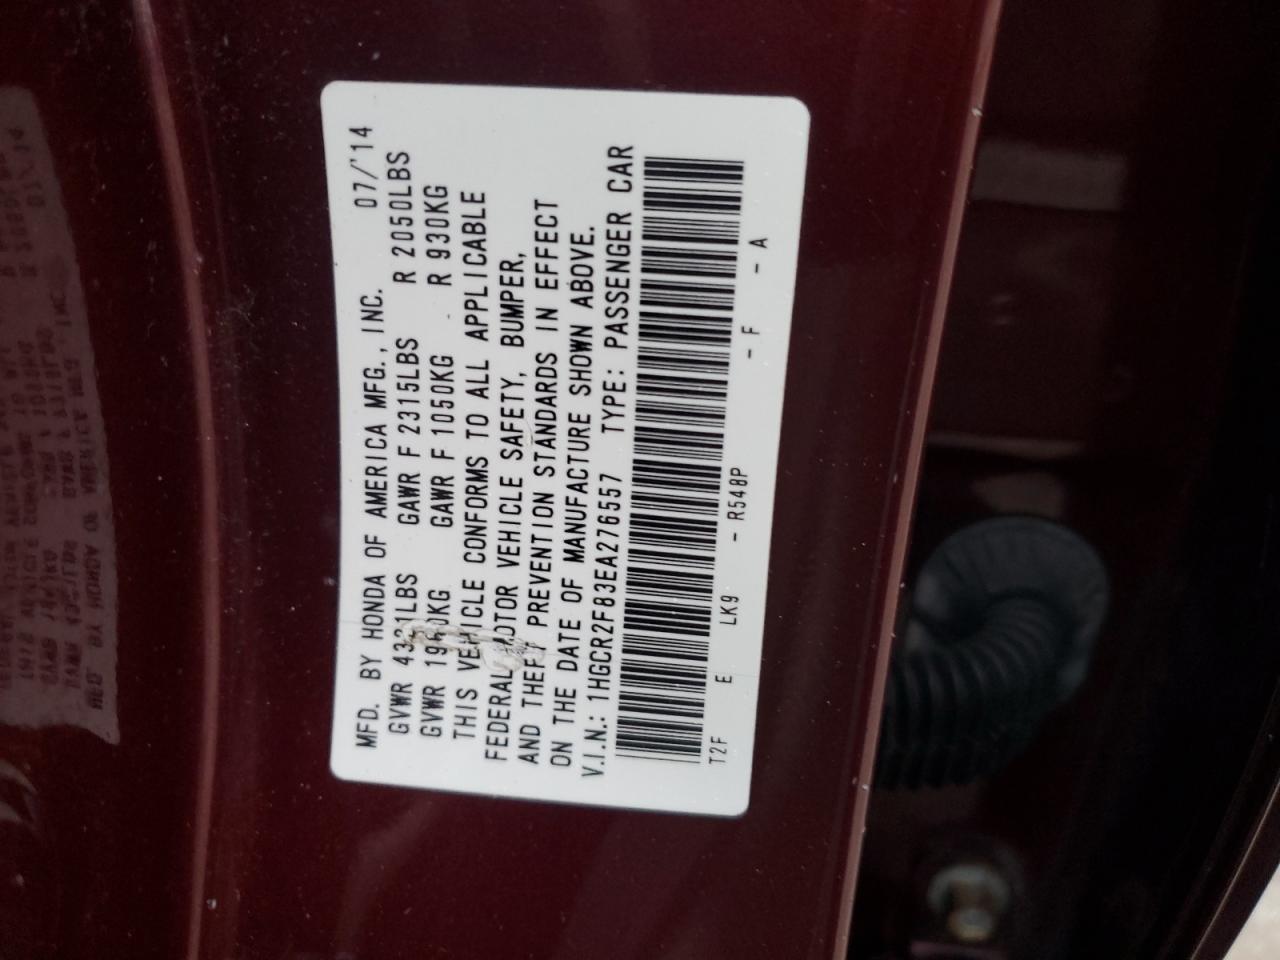 MFD. BY HONDA OF AMERICA MFG., INC. 07/'14
GVWR LBS GAWR F 2315LBS R 2050LBS
GVWR GAWR F 1050KG R 930KG
THIS VEHICLE CONFORMS TO ALL APPLICABLE
FEDERAL MOTOR VEHICLE SAFETY, BUMPER,
AND THEFT PREVENTION STANDARDS IN EFFECT
ON THE DATE OF MANUFACTURE SHOWN ABOVE.
V.I.N.: 1HGCR2F83EA276557 TYPE: PASSENGER CAR
T2F E LK9 - R548P - F - A